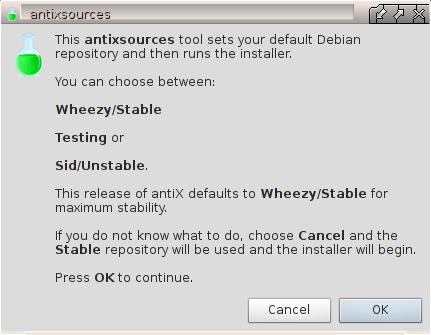 antixsources
This antixsources tool sets your default Debian
repository and then runs the installer.
You can choose between:
Wheezy/Stable
Testing or
Sid/Unstable.
This release of antiX defaults to Wheezy/Stable for
maximum stability.
If you do not know what to do, choose Cancel and the
Stable repository will be used and the installer will begin.
Press OK to continue.
Cancel OK